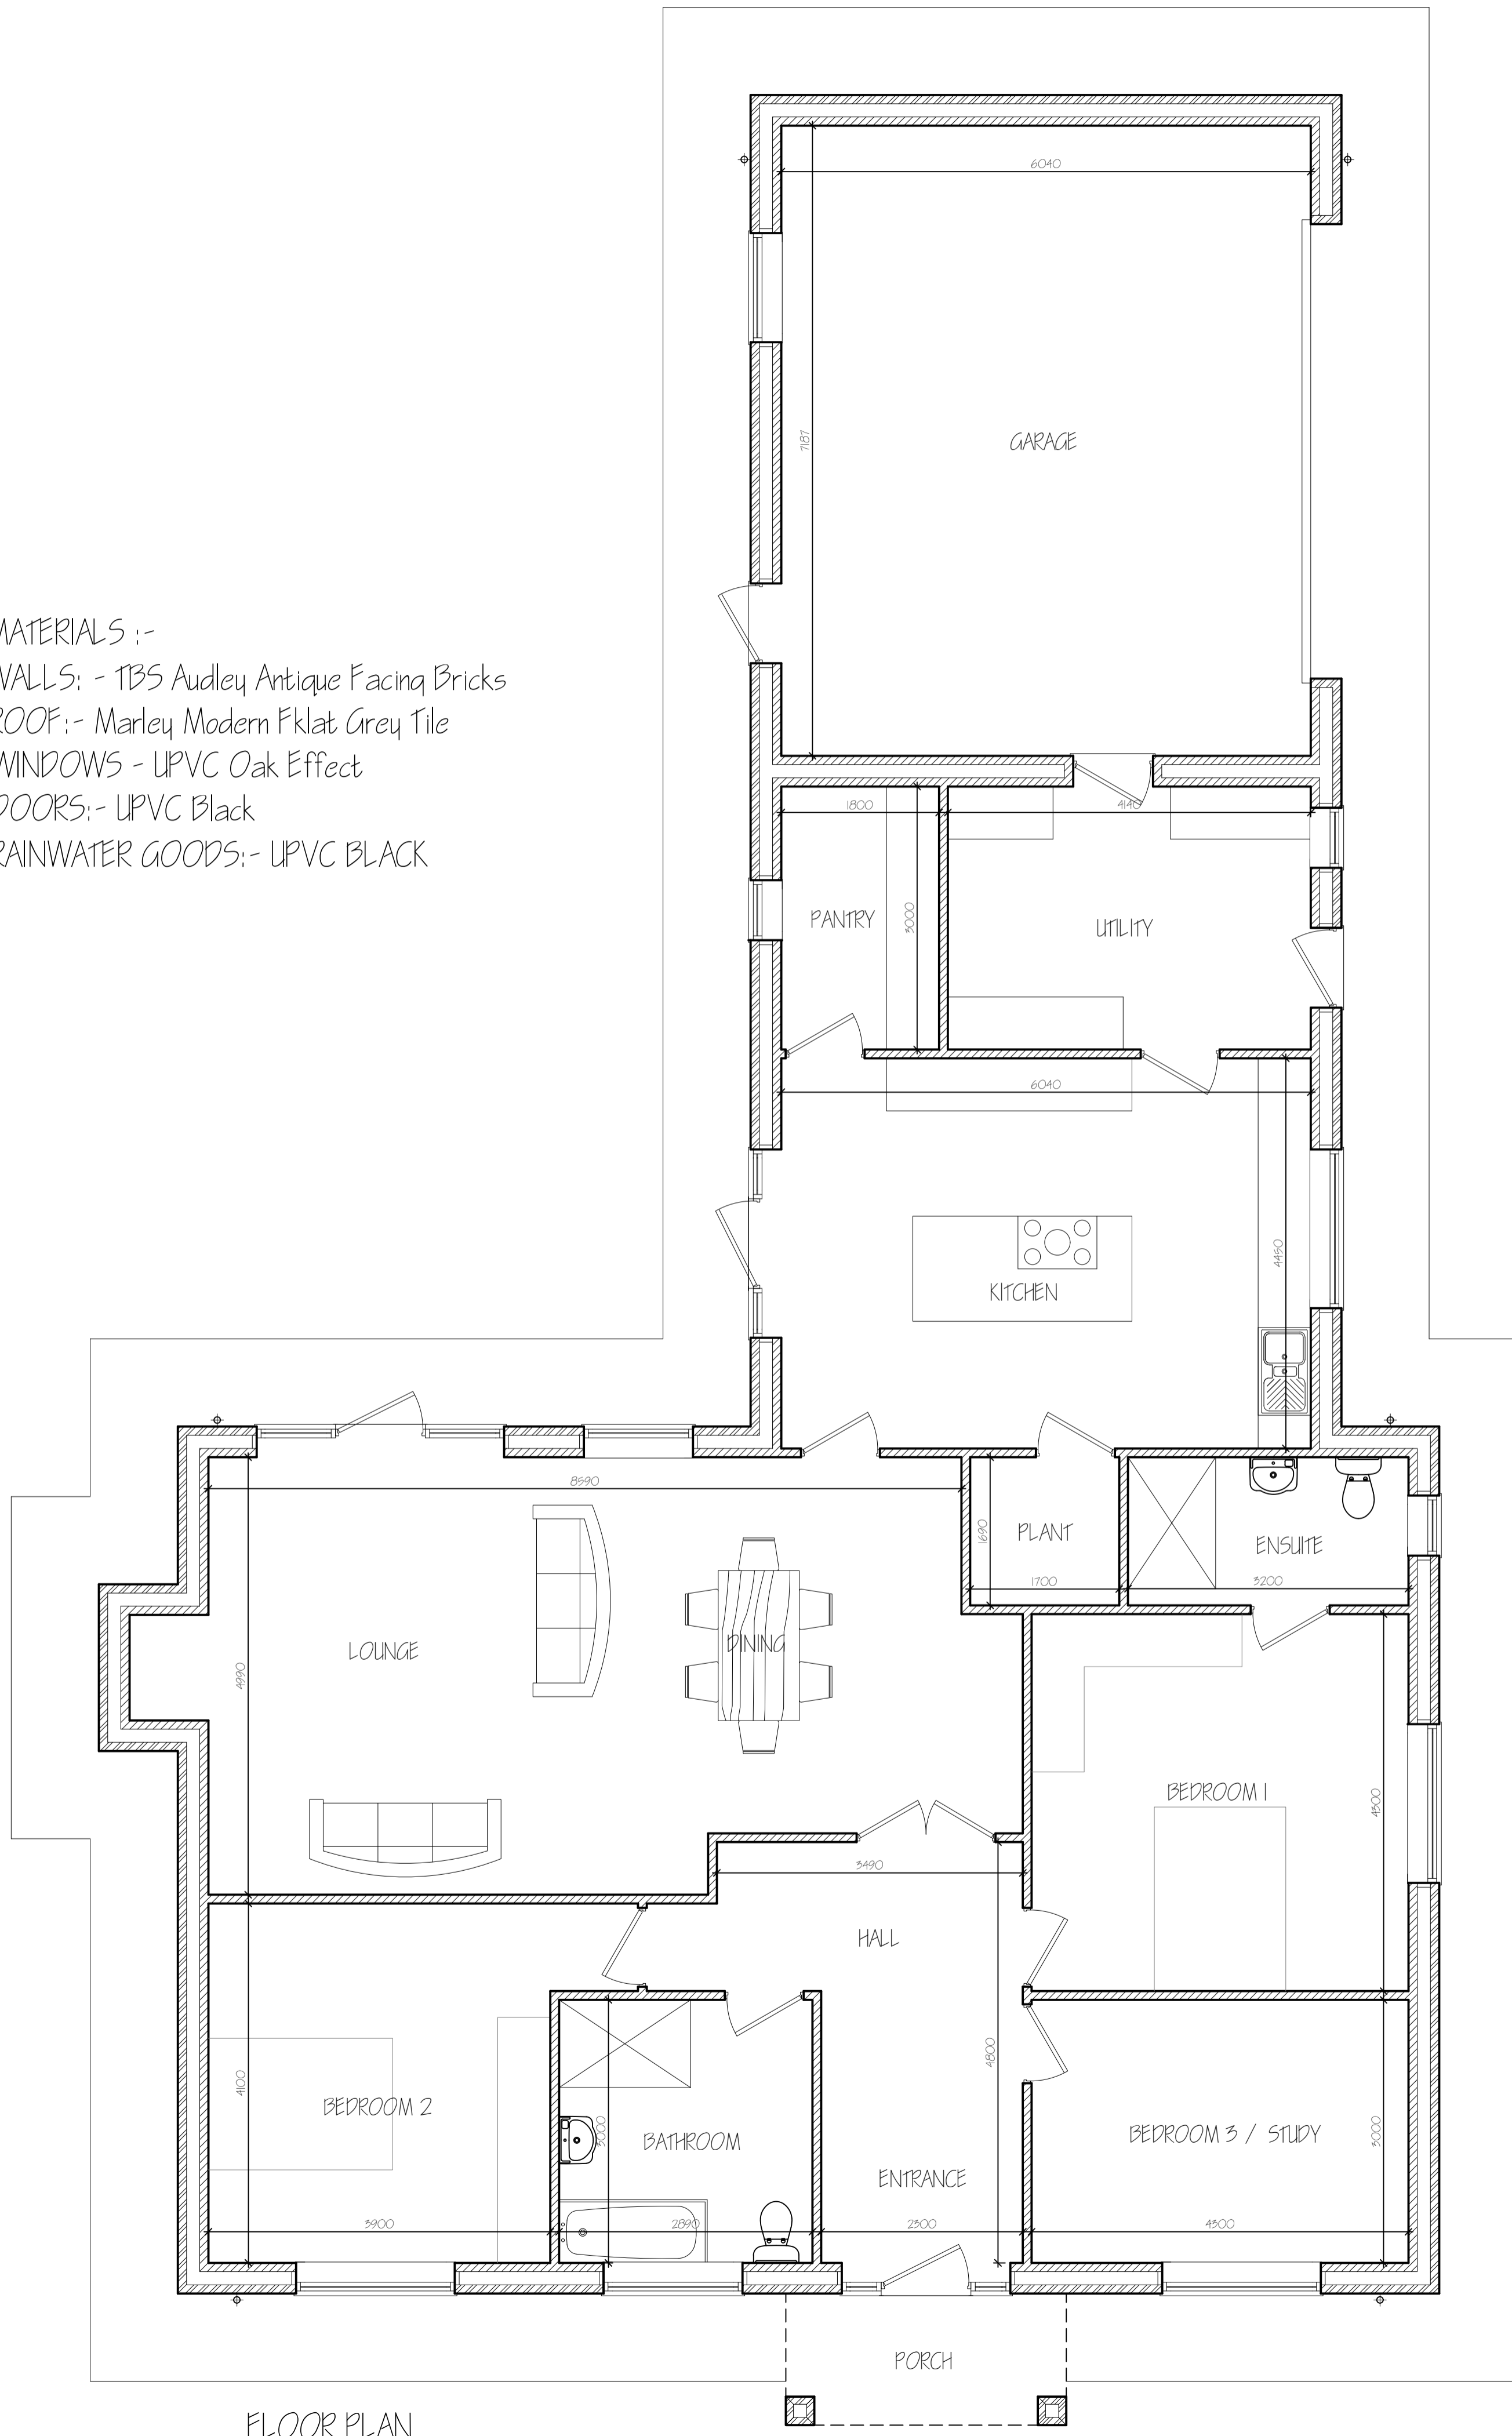 6040
7187
GARAGE
MATERIALS :-
WALLS: - TBS Audley Antique Facing Bricks
ROOF:- Marley Modern Fklat Grey Tile
WINDOWS - UPVC Oak Effect
DOORS:- UPVC Black
RAINWATER GOODS:- UPVC BLACK
1800
4140
3000
PANTRY
UTILITY
6040
4450
KITCHEN
8590
1690
PLANT
ENSUITE
1700
3200
LOUNGE
DINING
4990
BEDROOM 1
4300
3490
HALL
4800
4100
BEDROOM 2
3000
BATHROOM
BEDROOM 3 / STUDY
3000
ENTRANCE
3900
2890
2300
4300
PORCH
FLOOR PLAN